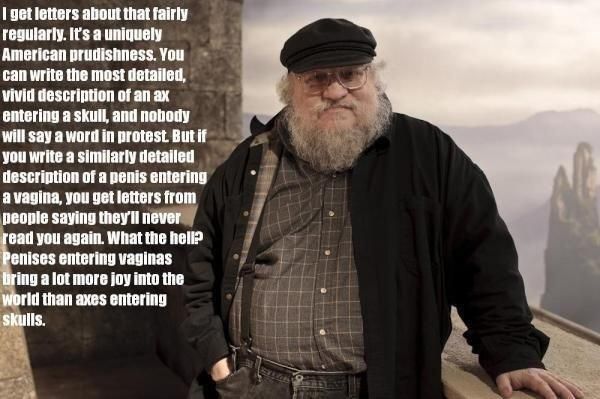 I get letters about that fairly
regularly. It's a uniquely
American prudishness. You
can write the most detailed,
vivid description of an ax
entering a skull, and nobody
will say a word in protest. But if
you write a similarly detailed
description of a penis entering
a vagina, you get letters from
people saying they'll never
read you again. What the hell?
Penises entering vaginas
bring a lot more joy into the
world than axes entering
skulls.